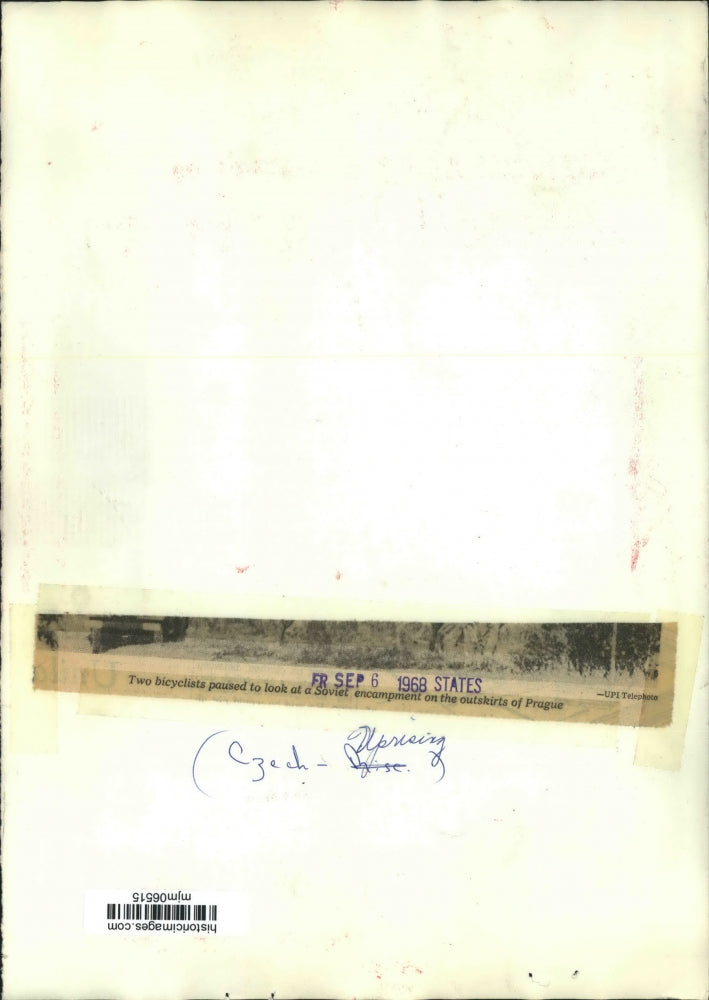 FR SEP 6 1968 STATES
Two bicyclists paused to look at a Soviet encampment on the outskirts of Prague
—UPI Telephoto
Uprising
(Czech – Misc.)
historicimages.com
mjm06515